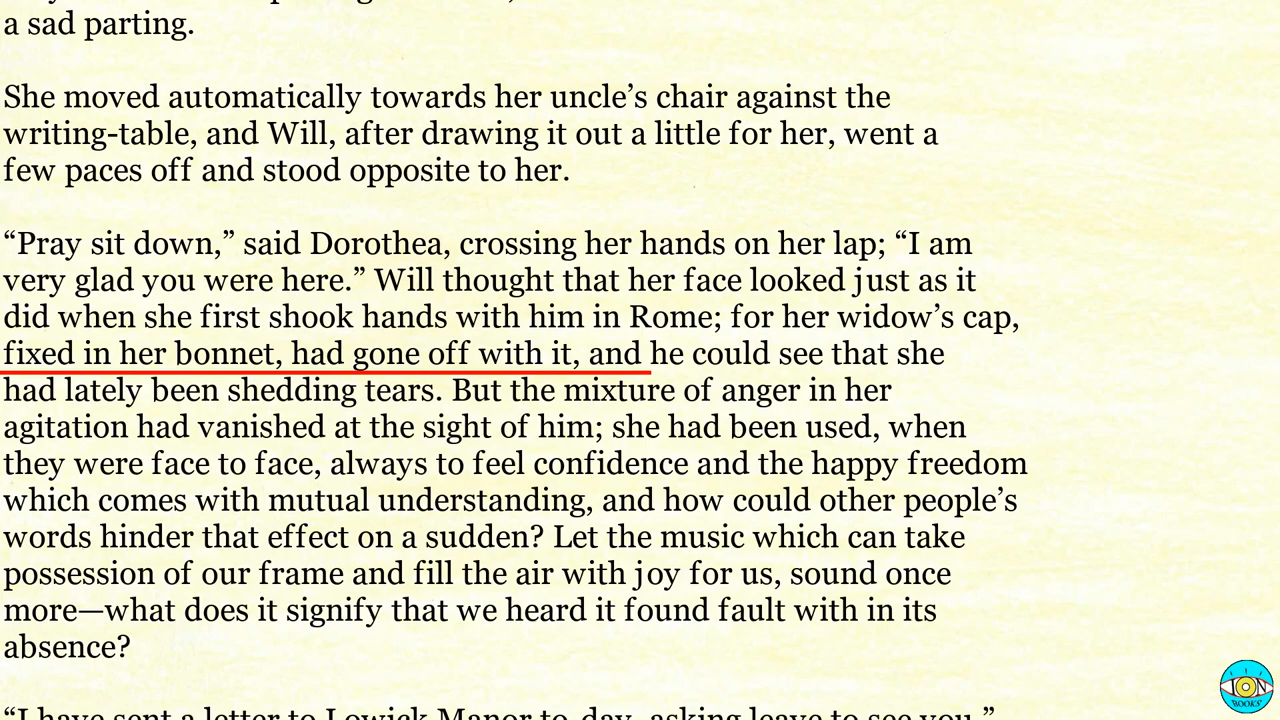 a sad parting.
She moved automatically towards her uncle’s chair against the
writing-table, and Will, after drawing it out a little for her, went a
few paces off and stood opposite to her.
“Pray sit down,” said Dorothea, crossing her hands on her lap; “I am
very glad you were here.” Will thought that her face looked just as it
did when she first shook hands with him in Rome; for her widow’s cap,
fixed in her bonnet, had gone off with it, and he could see that she
had lately been shedding tears. But the mixture of anger in her
agitation had vanished at the sight of him; she had been used, when
they were face to face, always to feel confidence and the happy freedom
which comes with mutual understanding, and how could other people’s
words hinder that effect on a sudden? Let the music which can take
possession of our frame and fill the air with joy for us, sound once
more—what does it signify that we heard it found fault with in its
absence?
“I have sent a letter to Lowick Manor to-day, asking leave to see you,”
ION
BOOKS